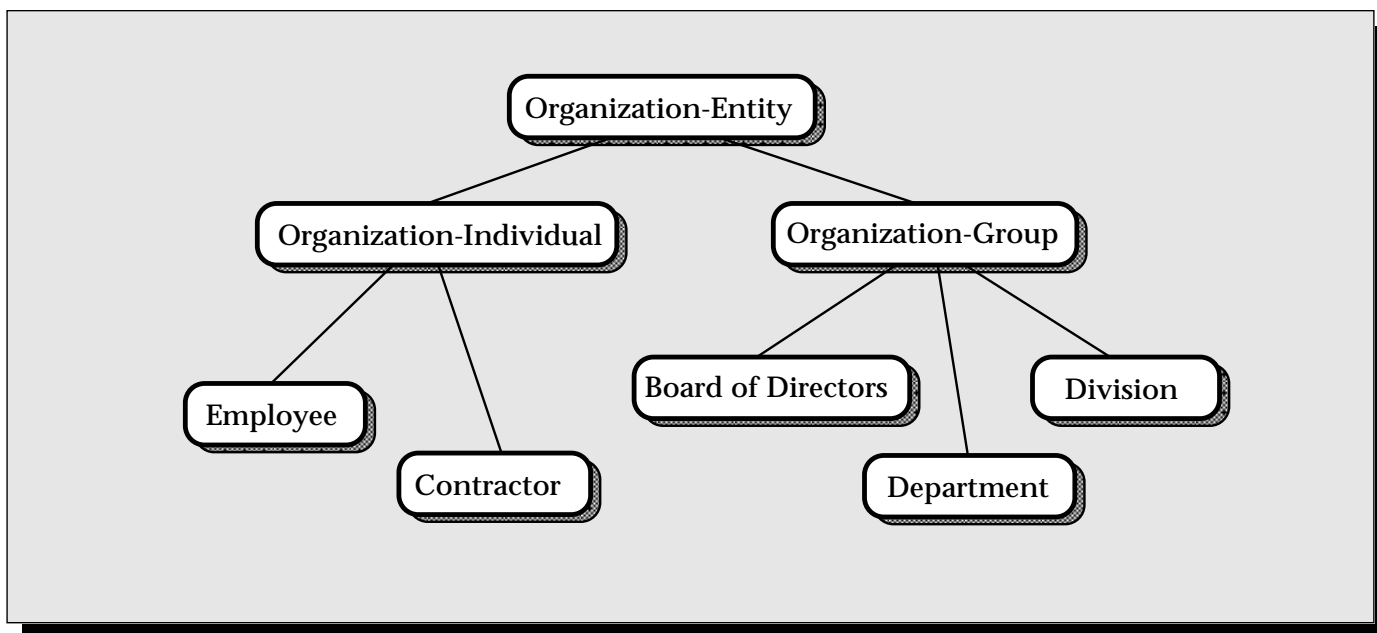 Organization-Entity
Organization-Individual
Organization-Group
Board of Directors
Division
Employee
Contractor
Department